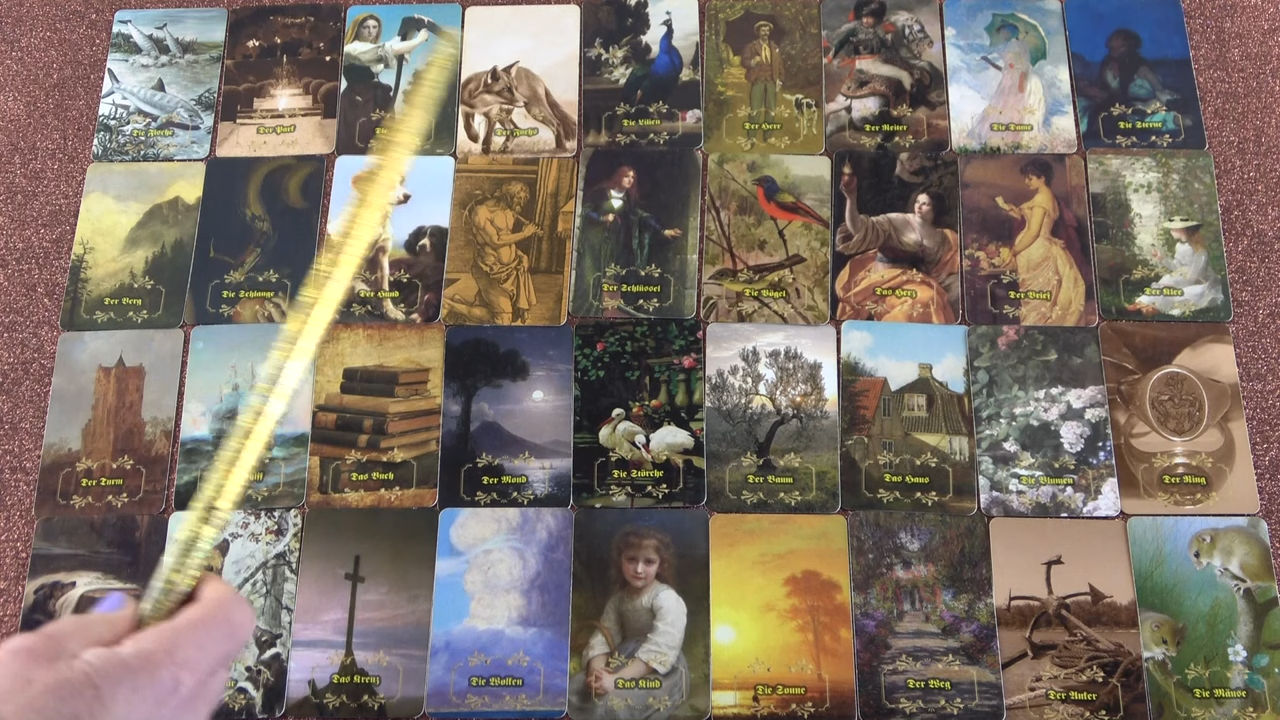 Die Fische
Der Park
Die
Der Fuchs
Die Lilien
Der Herr
Der Reiter
Die Dame
Die Sterne
Der Berg
Die Schlange
Der Hund
Der Schlüssel
Die Vögel
Das Herz
Der Brief
Der Klee
Der Turm
iff
Das Buch
Der Mond
Die Störche
Der Baum
Das Haus
Die Blumen
Der Ring
är
Das Kreuz
Die Wolken
Das Kind
Die Sonne
Der Weg
Der Anker
Die Mäuse